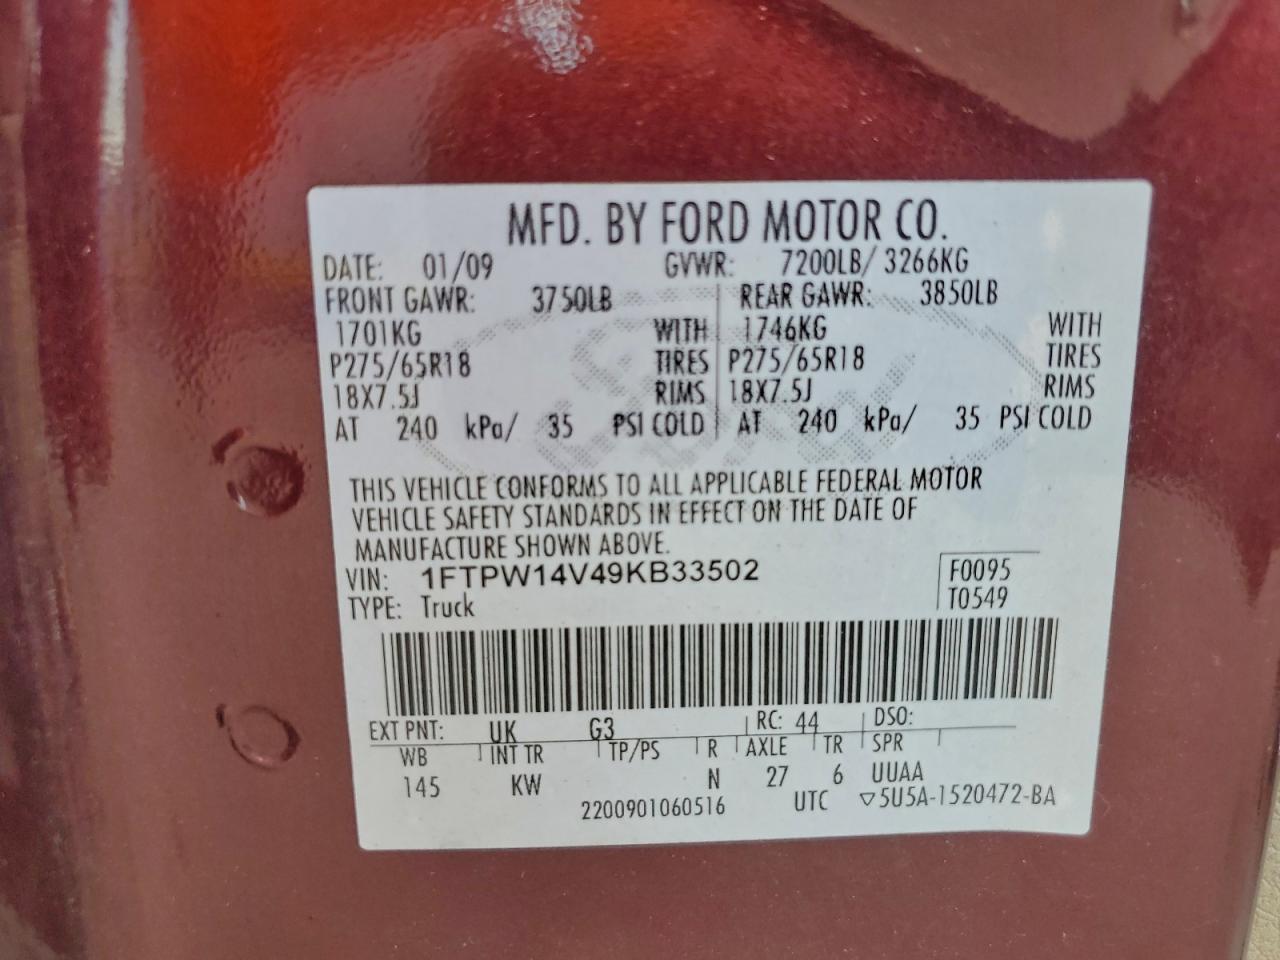 MFD. BY FORD MOTOR CO.
DATE: 01/09 GVWR: 7200LB/ 3266KG
FRONT GAWR: 3750LB REAR GAWR: 3850LB
1701KG WITH 1746KG WITH
P275/65R18 TIRES P275/65R18 TIRES
18X7.5J RIMS 18X7.5J RIMS
AT 240 kPa/ 35 PSI COLD AT 240 kPa/ 35 PSI COLD
THIS VEHICLE CONFORMS TO ALL APPLICABLE FEDERAL MOTOR
VEHICLE SAFETY STANDARDS IN EFFECT ON THE DATE OF
MANUFACTURE SHOWN ABOVE.
VIN: 1FTPW14V49KB33502 F0095
TYPE: Truck T0549
EXT PNT: UK G3 RC: 44 DSO:
WB INT TR TP/PS R AXLE TR SPR
145 KW N 27 6 UUAA
2200901060516 UTC ▽5U5A-1520472-BA